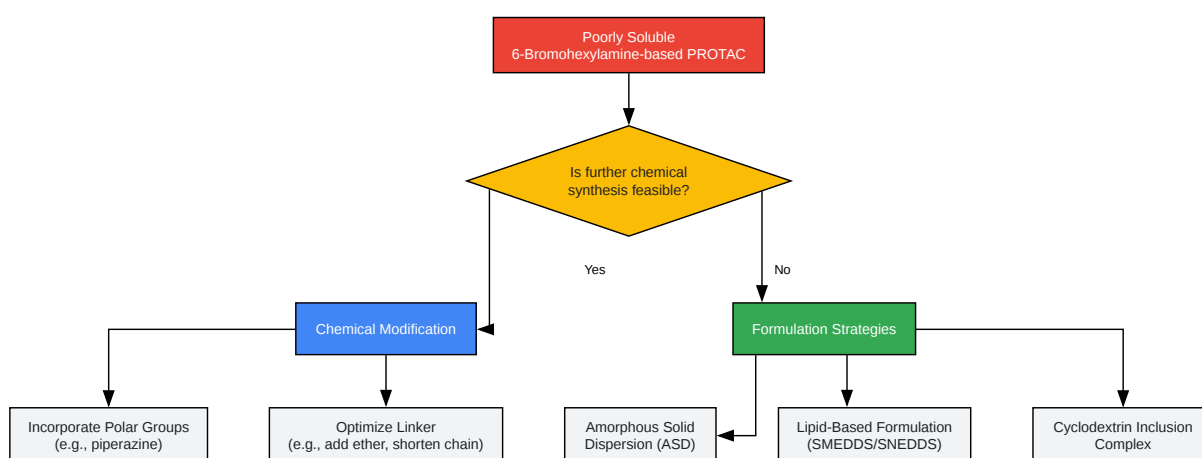 Poorly Soluble
6-Bromohexylamine-based PROTAC
Is further chemical
synthesis feasible?
Yes
No
Chemical Modification
Formulation Strategies
Incorporate Polar Groups
(e.g., piperazine)
Optimize Linker
(e.g., add ether, shorten chain)
Amorphous Solid
Dispersion (ASD)
Lipid-Based Formulation
(SMEDDS/SNEDDS)
Cyclodextrin Inclusion
Complex